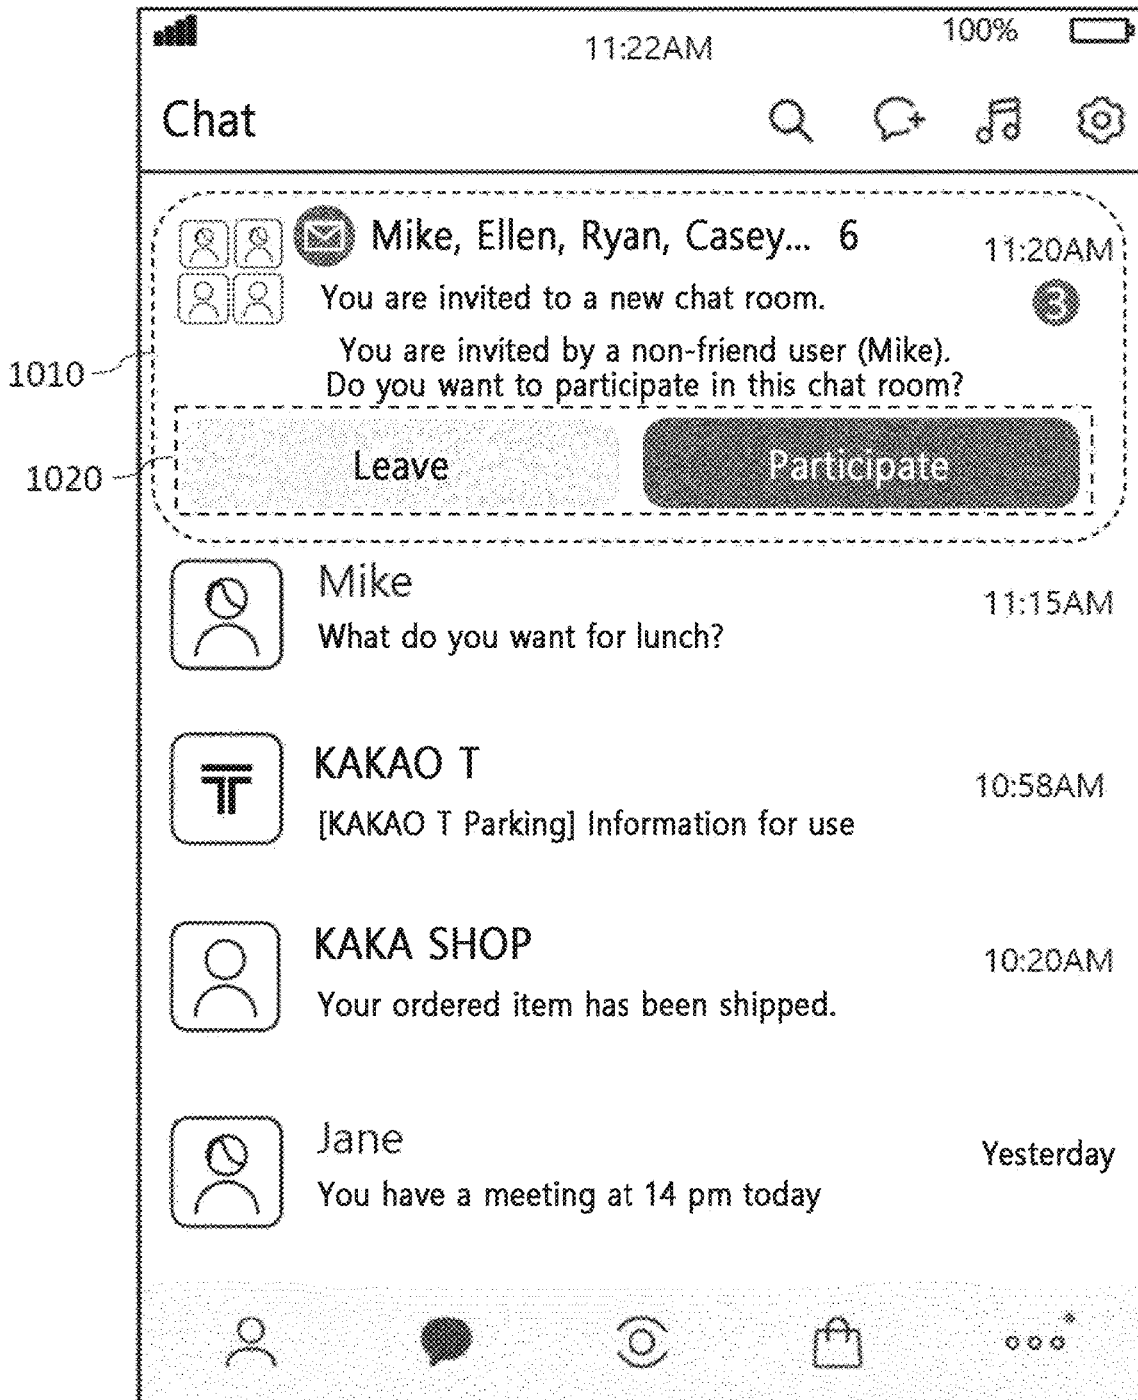 11:22AM 100%
Chat
Mike, Ellen, Ryan, Casey... 6 11:20AM
You are invited to a new chat room. 3
You are invited by a non-friend user (Mike).
1010
Do you want to participate in this chat room?
1020 Leave Participate
Mike 11:15AM
What do you want for lunch?
KAKAO T 10:58AM
[KAKAO T Parking] Information for use
KAKA SHOP 10:20AM
Your ordered item has been shipped.
Jane Yesterday
You have a meeting at 14 pm today